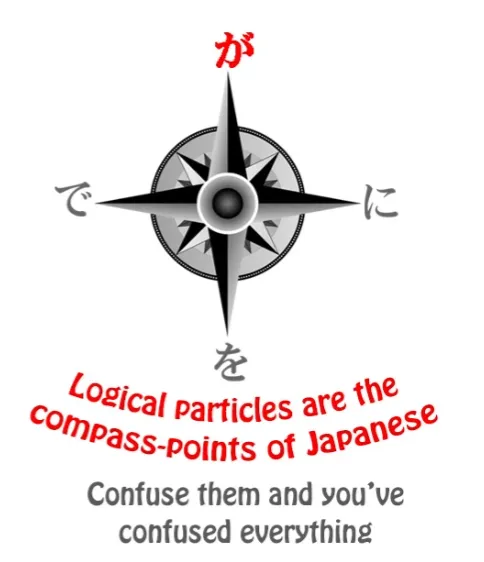 が
で
に
を
Logical particles are the
compass-points of Japanese
Confuse them and you've
confused everything